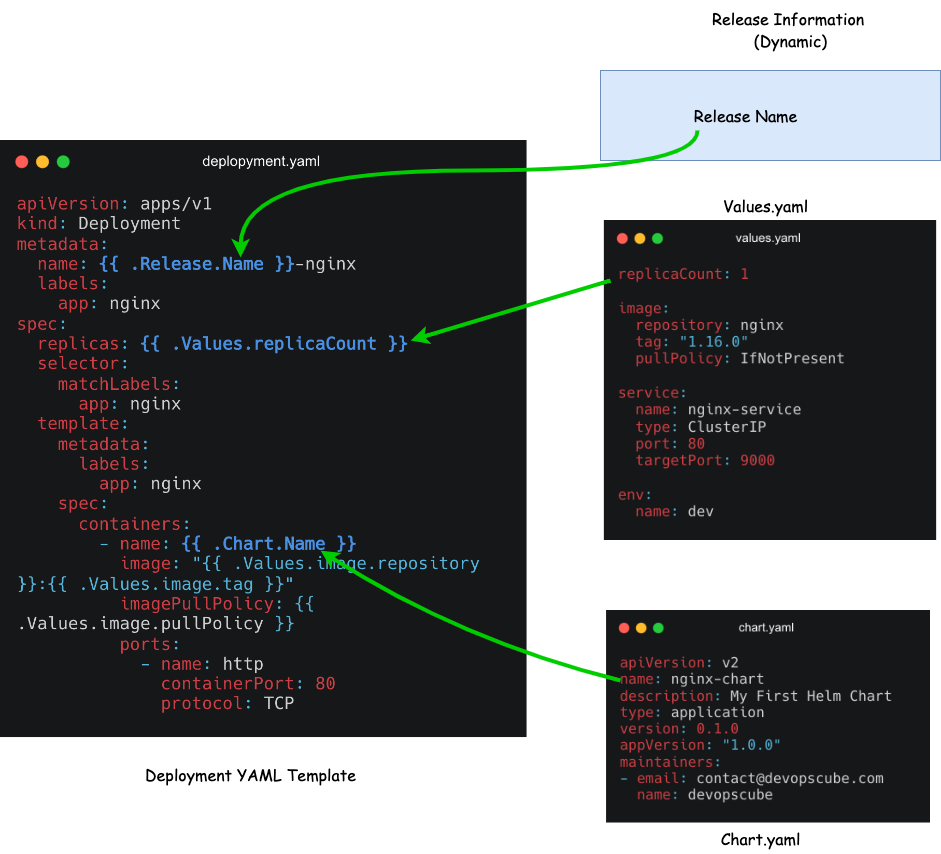 Release Information
(Dynamic)
Release Name
deplopyment.yaml
apiVersion: apps/v1
kind: Deployment
metadata:
  name: {{ .Release.Name }}-nginx
  labels:
    app: nginx
spec:
  replicas: {{ .Values.replicaCount }}
  selector:
    matchLabels:
      app: nginx
  template:
    metadata:
      labels:
        app: nginx
    spec:
      containers:
        - name: {{ .Chart.Name }}
          image: "{{ .Values.image.repository
}}:{{ .Values.image.tag }}"
          imagePullPolicy: {{
.Values.image.pullPolicy }}
          ports:
            - name: http
              containerPort: 80
              protocol: TCP
Deployment YAML Template
Values.yaml
values.yaml
replicaCount: 1
image:
  repository: nginx
  tag: "1.16.0"
  pullPolicy: IfNotPresent
service:
  name: nginx-service
  type: ClusterIP
  port: 80
  targetPort: 9000
env:
  name: dev
chart.yaml
apiVersion: v2
name: nginx-chart
description: My First Helm Chart
type: application
version: 0.1.0
appVersion: "1.0.0"
maintainers:
- email: contact@devopscube.com
  name: devopscube
Chart.yaml